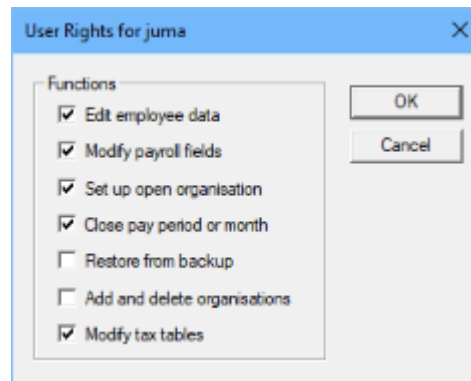 User Rights for juma
Functions
Edit employee data
Modify payroll fields
Set up open organisation
Close pay period or month
Restore from backup
Add and delete organisations
Modify tax tables
OK
Cancel